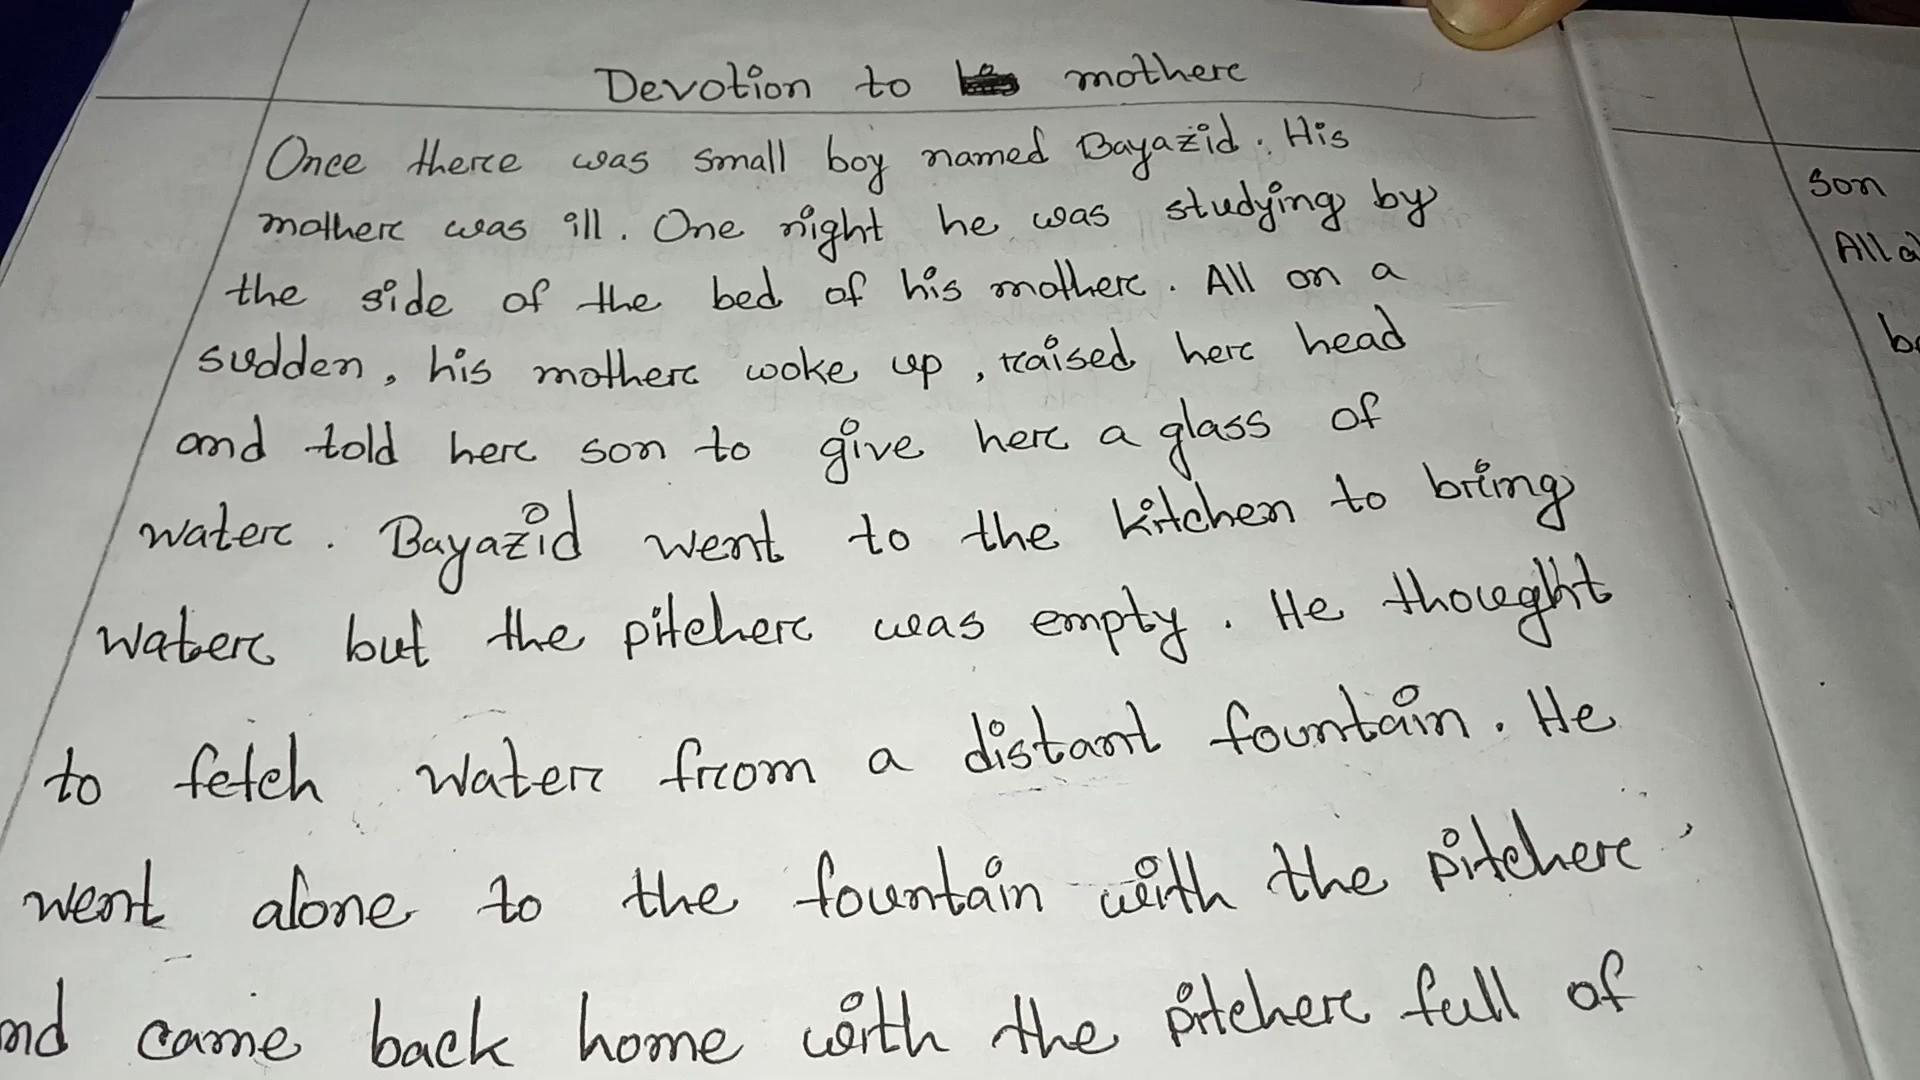 Devotion to mother
Once there was small boy named Bayazid. His
mother was ill. One night he was studying by
the side of the bed of his mother. All on a
sudden, his mother woke up, raised her head
and told her son to give her a glass of
water. Bayazid went to the kitchen to bring
water but the pitcher was empty. He thought
to fetch water from a distant fountain. He
went alone to the fountain with the pitcher
nd came back home with the pitcher full of
son
All a
be